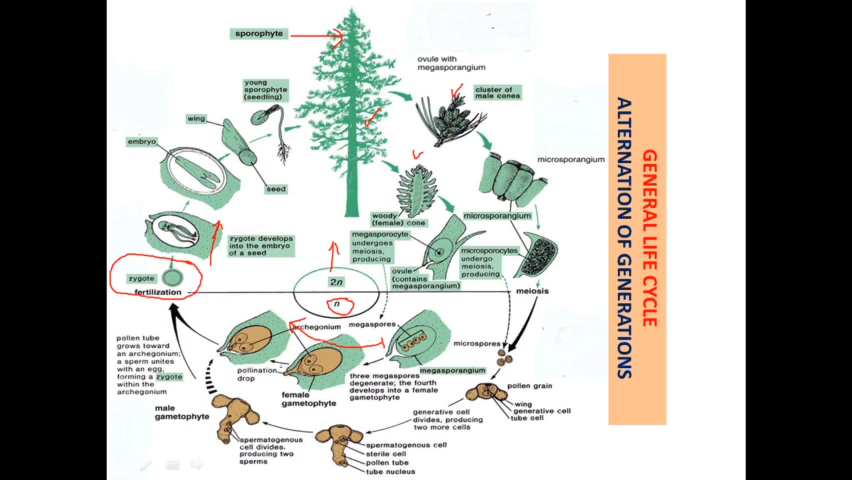 sporophyte
ovule with
megasporangium
cluster of
male cones
young
sporophyte
(seedling)
wing
embryo
seed
microsporangium
woody
(female) cone
microsporangium
megasporocyte
undergoes
meiosis,
producing
microsporocytes
undergo
meiosis,
producing
ovule (contains
megasporangium)
zygote develops
into the embryo
of a seed
zygote
fertilization
2n
n
meiosis
archegonium
megaspores
microspores
pollen tube
grows toward
an archegonium;
a sperm unites
with an egg,
forming a zygote
within the
archegonium
pollination
drop
female
gametophyte
three megaspores
degenerate; the fourth
develops into a female
gametophyte
megasporangium
pollen grain
wing
generative cell
tube cell
male
gametophyte
generative cell
divides, producing
two more cells
spermatogenous
cell divides,
producing two
sperms
spermatogenous cell
sterile cell
pollen tube
tube nucleus
GENERAL LIFE CYCLE
ALTERNATION OF GENERATIONS